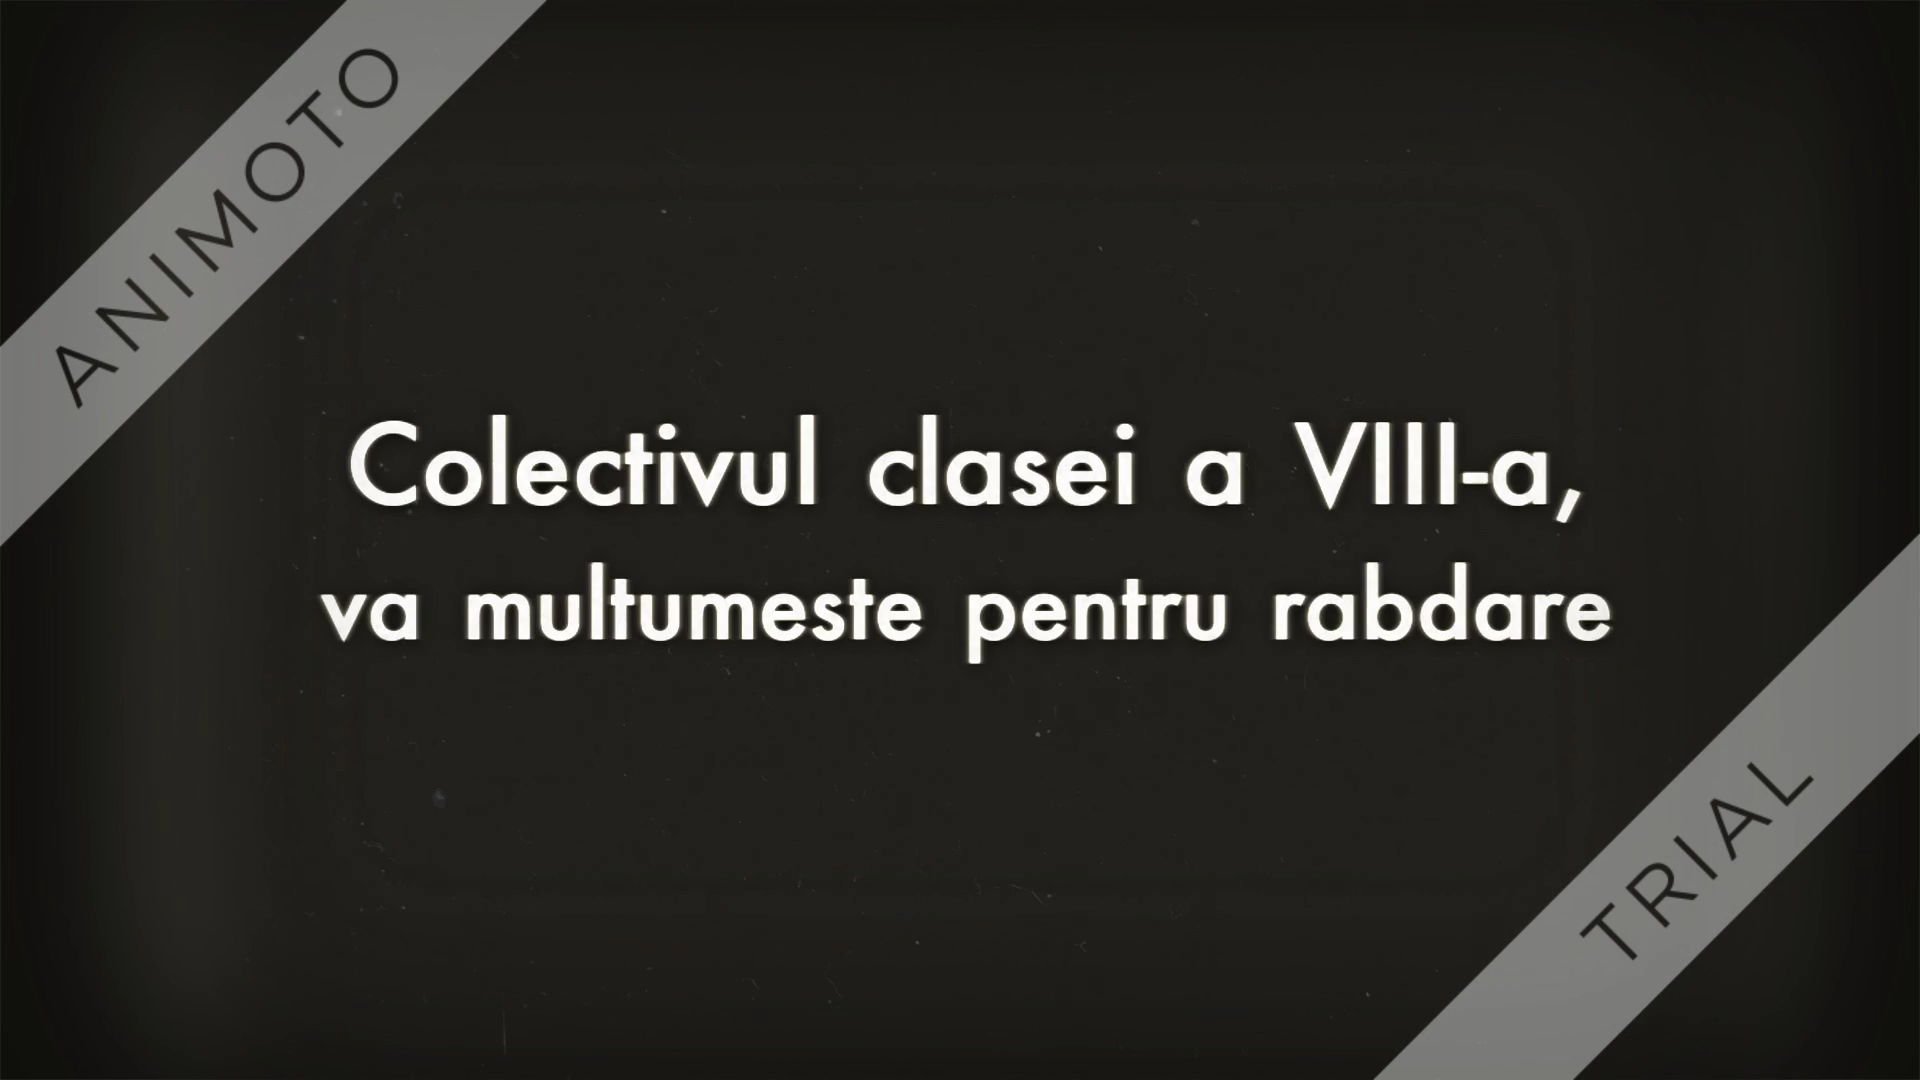 ANIMOTO
Colectivul clasei a VIII-a,
va multumeste pentru rabdare
TRIAL